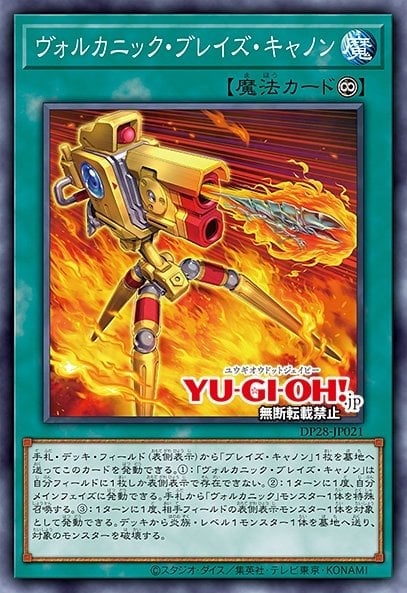 ヴォルカニック・ブレイズ・キャノン 魔
【魔法カード】
ユウギオウドットジェイピー
YU-GI-OH!.jp
無断転載禁止
DP28-JP021
手札・デッキ・フィールド(表側表示)から「ブレイズ・キャノン」1枚を墓地へ
送ってこのカードを発動できる。①:「ヴォルカニック・ブレイズ・キャノン」は
自分フィールドに1枚しか表側表示で存在できない。②:1ターンに1度、自分
メインフェイズに発動できる。手札から「ヴォルカニック」モンスター1体を特殊
召喚する。③:1ターンに1度、相手フィールドの表側表示モンスター1体を対象
として発動できる。デッキから炎族・レベル1モンスター1体を墓地へ送り、
対象のモンスターを破壊する。
©スタジオ・ダイス/集英社・テレビ東京・KONAMI